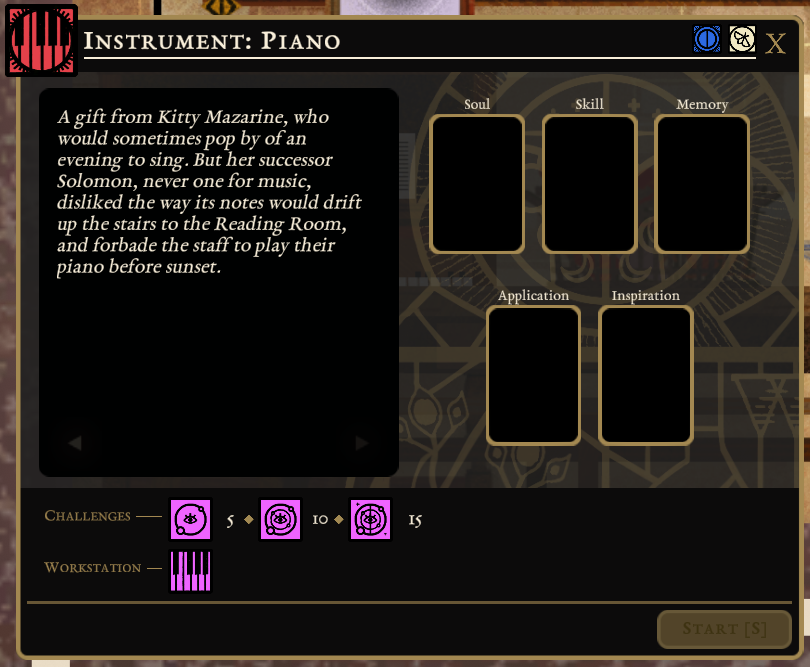 Instrument: Piano
X
A gift from Kitty Mazarine, who
would sometimes pop by of an
evening to sing. But her successor
Solomon, never one for music,
disliked the way its notes would drift
up the stairs to the Reading Room,
and forbade the staff to play their
piano before sunset.
Soul Skill Memory
Application Inspiration
Challenges 5 10 15
Workstation
Start [S]